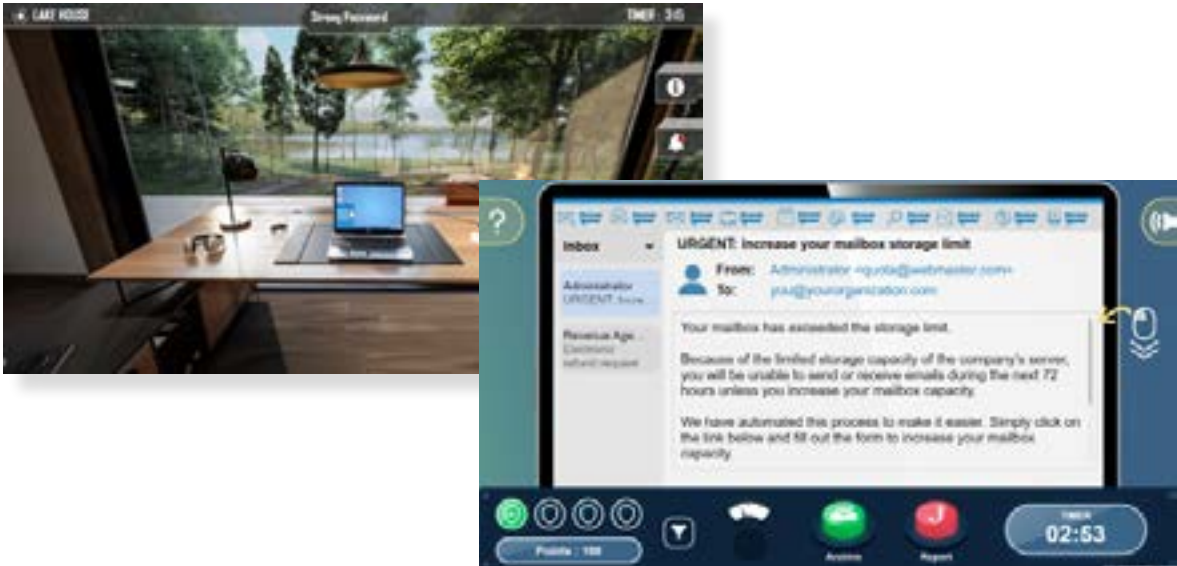 LAKE HOUSE
Strong Password
TIMER : 3:15
?
Inbox
Administrator
URGENT: Incre...
Revenue Age...
Electronic
refund request
URGENT: increase your mailbox storage limit
From: Administrator <quota@webmaster.com>
To: you@yourorganization.com
Your mailbox has exceeded the storage limit.
Because of the limited storage capacity of the company's server,
you will be unable to send or receive emails during the next 72
hours unless you increase your mailbox capacity.
We have automated this process to make it easier. Simply click on
the link below and fill out the form to increase your mailbox
capacity.
Points : 100
Archive
Report
TIMER
02:53